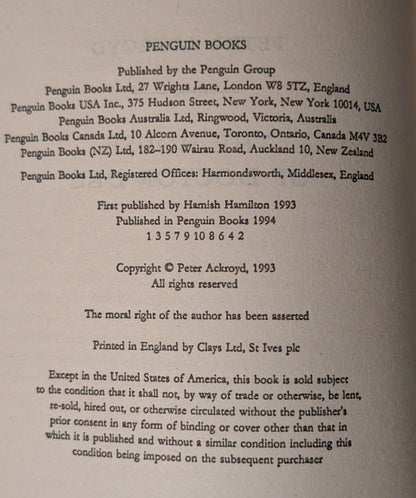 PENGUIN BOOKS
Published by the Penguin Group
Penguin Books Ltd, 27 Wrights Lane, London W8 5TZ, England
Penguin Books USA Inc., 375 Hudson Street, New York, New York 10014, USA
Penguin Books Australia Ltd, Ringwood, Victoria, Australia
Penguin Books Canada Ltd, 10 Alcorn Avenue, Toronto, Ontario, Canada M4V 3B2
Penguin Books (NZ) Ltd, 182–190 Wairau Road, Auckland 10, New Zealand
Penguin Books Ltd, Registered Offices: Harmondsworth, Middlesex, England
First published by Hamish Hamilton 1993
Published in Penguin Books 1994
1 3 5 7 9 10 8 6 4 2
Copyright © Peter Ackroyd, 1993
All rights reserved
The moral right of the author has been asserted
Printed in England by Clays Ltd, St Ives plc
Except in the United States of America, this book is sold subject
to the condition that it shall not, by way of trade or otherwise, be lent,
re-sold, hired out, or otherwise circulated without the publisher's
prior consent in any form of binding or cover other than that in
which it is published and without a similar condition including this
condition being imposed on the subsequent purchaser